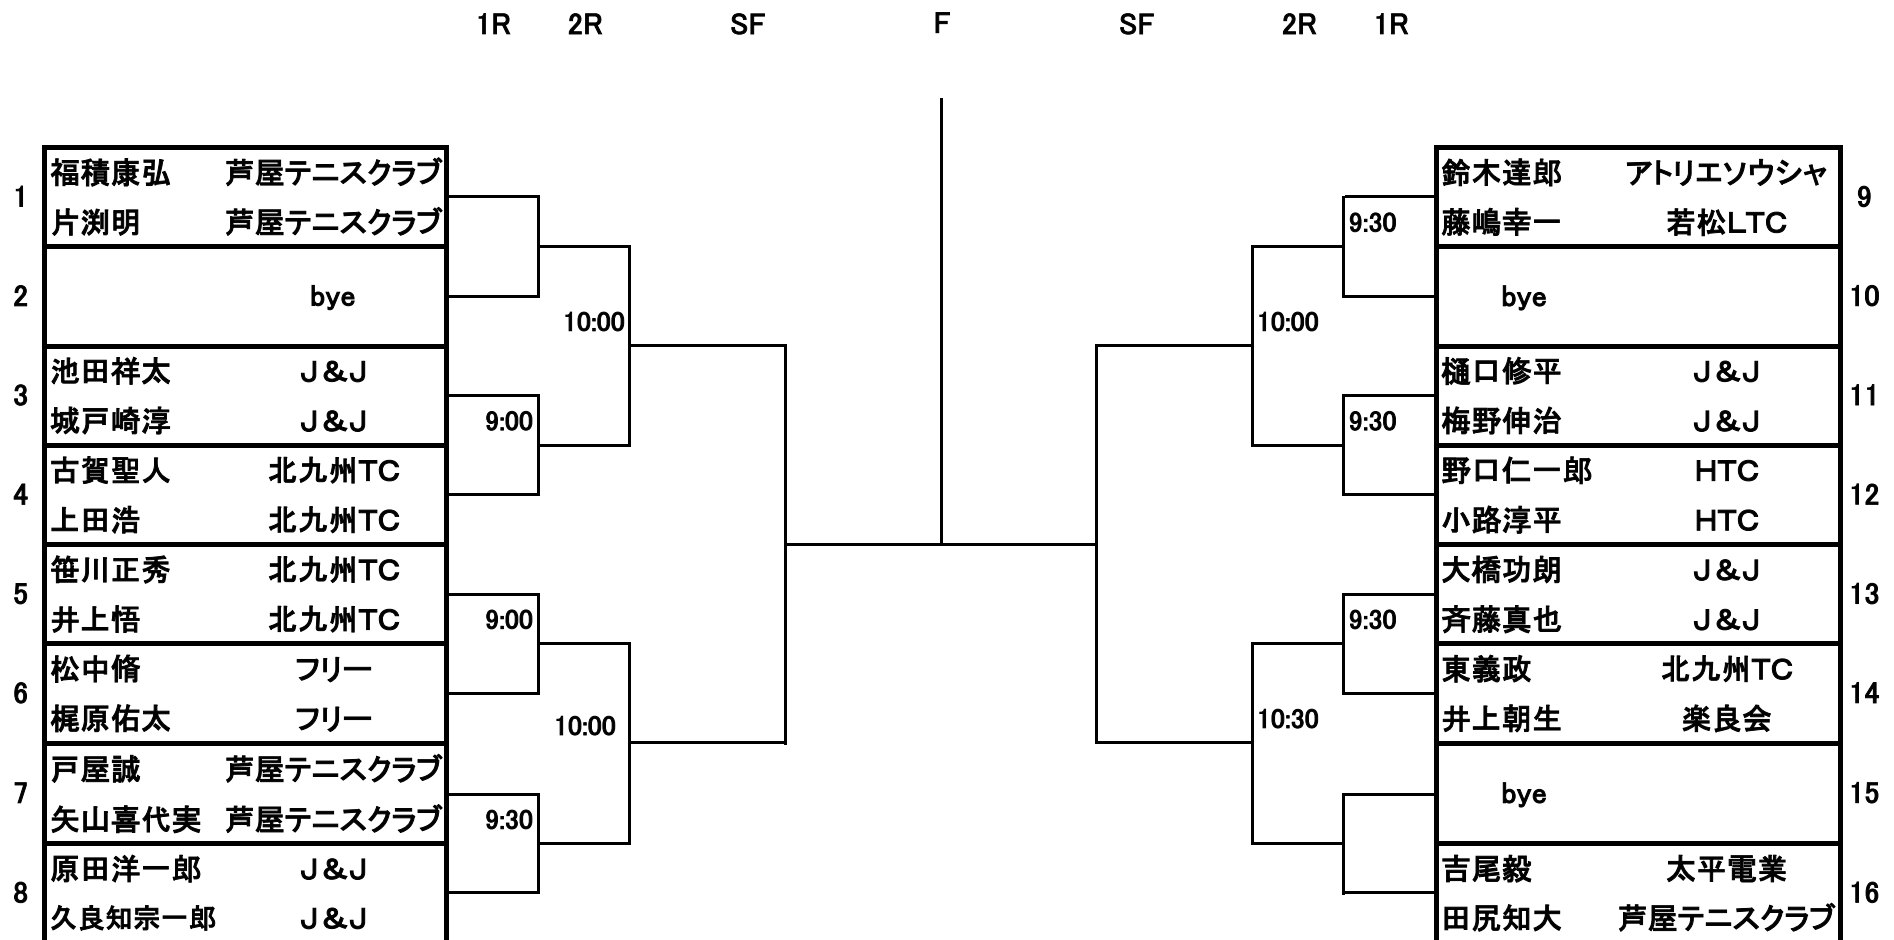 1R 2R SF F SF 2R 1R
1
福積康弘 芦屋テニスクラブ
片渕明 芦屋テニスクラブ
2
bye
10:00
3
池田祥太 J&J
城戸崎淳 J&J
9:00
4
古賀聖人 北九州TC
上田浩 北九州TC
5
笹川正秀 北九州TC
井上悟 北九州TC
9:00
6
松中脩 フリー
梶原佑太 フリー
10:00
7
戸屋誠 芦屋テニスクラブ
矢山喜代実 芦屋テニスクラブ
9:30
8
原田洋一郎 J&J
久良知宗一郎 J&J
鈴木達郎 アトリエソウシャ
9
9:30
藤嶋幸一 若松LTC
bye
10
10:00
樋口修平 J&J
11
9:30
梅野伸治 J&J
野口仁一郎 HTC
12
小路淳平 HTC
大橋功朗 J&J
13
9:30
斉藤真也 J&J
東義政 北九州TC
14
10:30
井上朝生 楽良会
bye
15
吉尾毅 太平電業
16
田尻知大 芦屋テニスクラブ